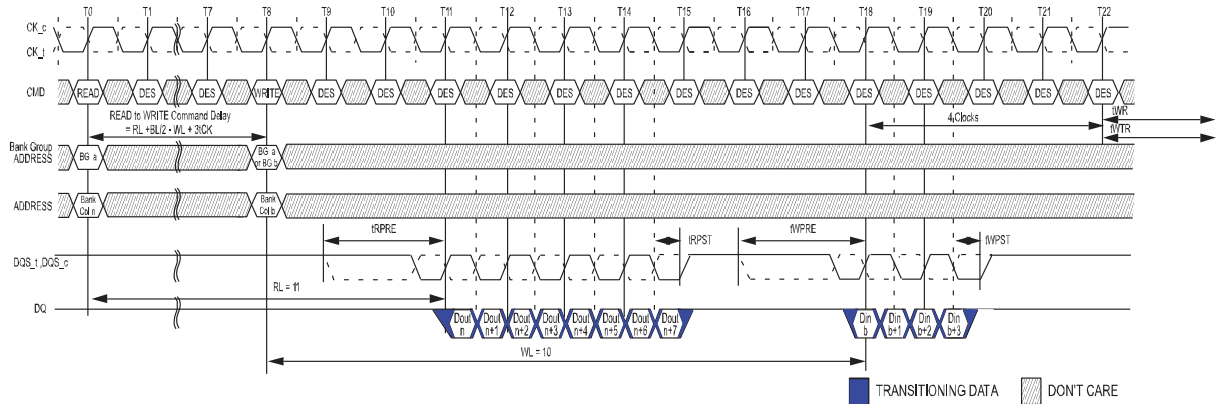 T0 T1 T7 T8 T9 T10 T11 T12 T13 T14 T15 T16 T17 T18 T19 T20 T21 T22
CK_c
CK_t
CMD READ DES DES WRITE DES DES DES DES DES DES DES DES DES DES DES DES DES DES
READ to WRITE Command Delay
= RL +BL/2 - WL + 3tCK
4 Clocks
tWR
tWTR
Bank Group
ADDRESS
BG a
BG a
or BG b
ADDRESS
Bank
Col n
Bank
Col b
tRPRE tRPST tWPRE tWPST
DQS_t ,DQS_c
RL = 11
DQ
Dout
n
Dout
n+1
Dout
n+2
Dout
n+3
Dout
n+4
Dout
n+5
Dout
n+6
Dout
n+7
Din
b
Din
b+1
Din
b+2
Din
b+3
WL = 10
TRANSITIONING DATA DON'T CARE